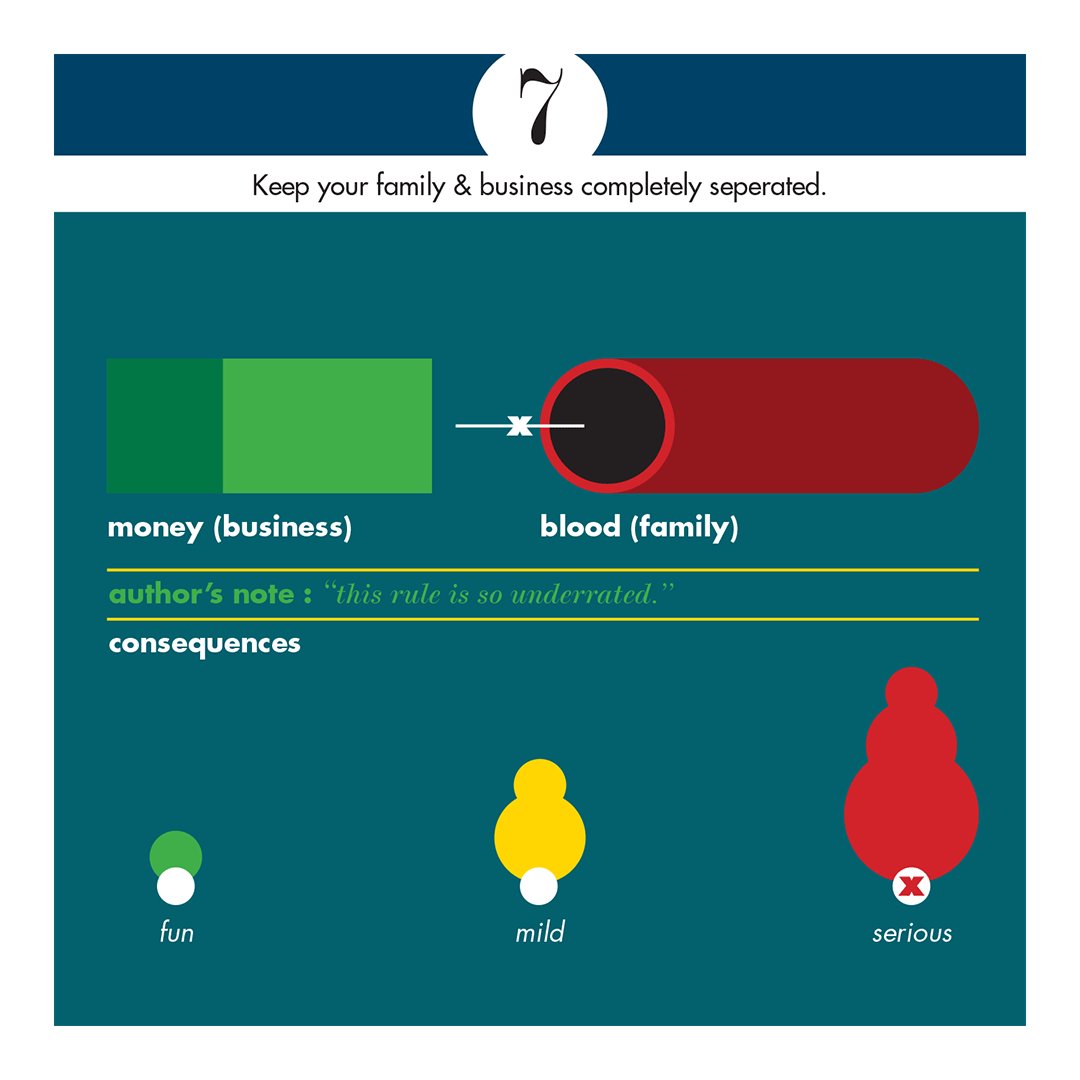 7
Keep your family & business completely seperated.
x
money (business)
blood (family)
author's note : “this rule is so underrated.”
consequences
x
fun
mild
serious